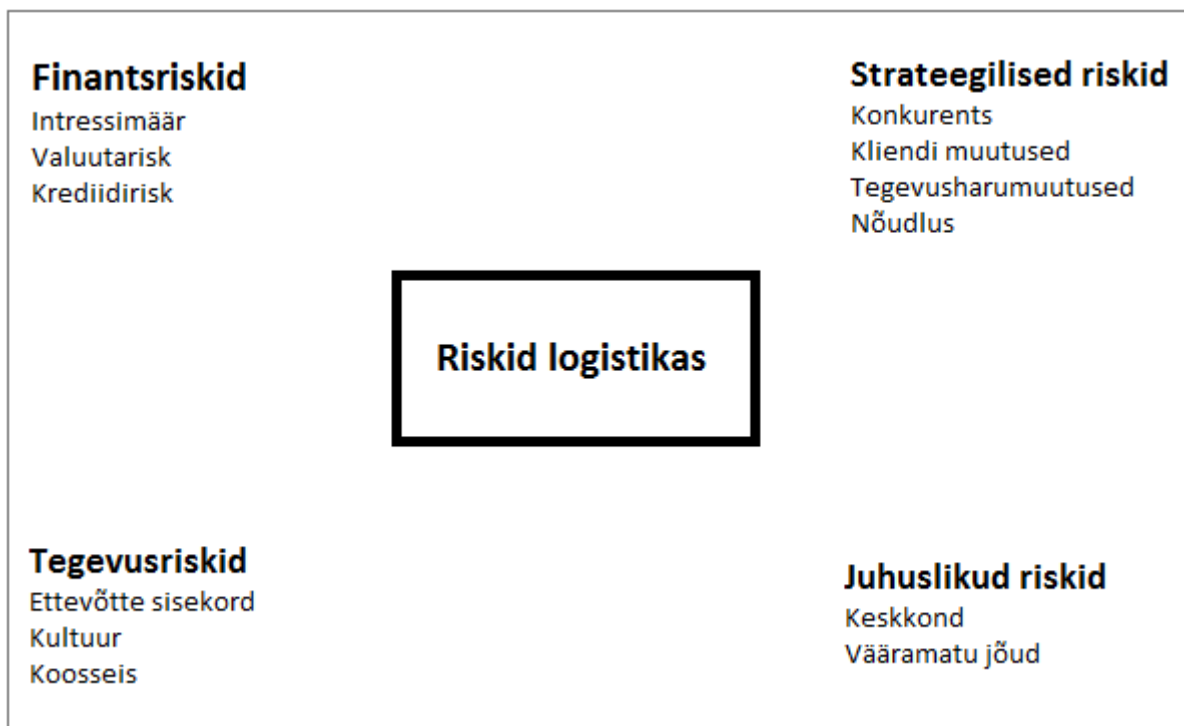 Finantsriskid
Intressimäär
Valuutarisk
Krediidirisk
Strateegilised riskid
Konkurents
Kliendi muutused
Tegevusharumuutused
Nõudlus
Riskid logistikas
Tegevusriskid
Ettevõtte sisekord
Kultuur
Koosseis
Juhuslikud riskid
Keskkond
Vääramatu jõud